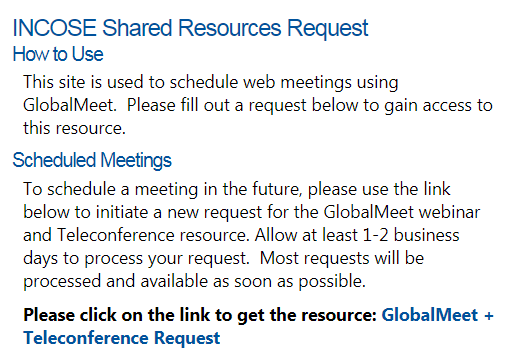 INCOSE Shared Resources Request
How to Use
This site is used to schedule web meetings using
GlobalMeet.  Please fill out a request below to gain access to
this resource.
Scheduled Meetings
To schedule a meeting in the future, please use the link
below to initiate a new request for the GlobalMeet webinar
and Teleconference resource. Allow at least 1-2 business
days to process your request.  Most requests will be
processed and available as soon as possible.
Please click on the link to get the resource: GlobalMeet +
Teleconference Request